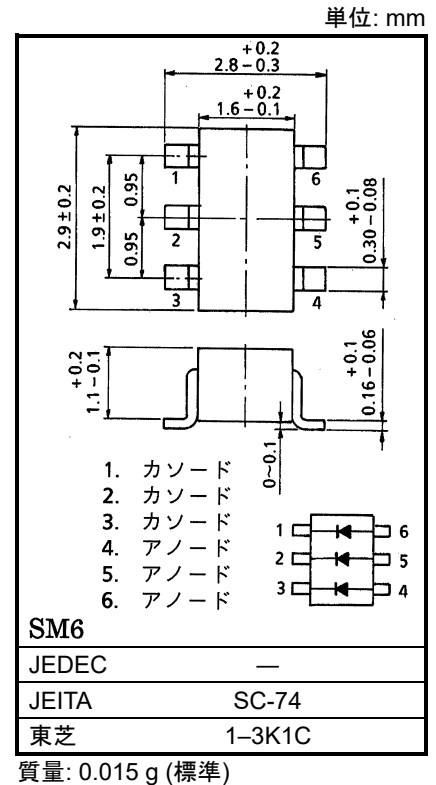 単位: mm
+0.2
2.8－0.3
+0.2
1.6－0.1
2.9±0.2
1.9±0.2
0.95
0.95
1
2
3
6
5
4
+0.1
0.30－0.08
+0.2
1.1－0.1
+0.1
0.16－0.06
0~0.1
1. カソード
2. カソード
3. カソード
4. アノード
5. アノード
6. アノード
1 6
2 5
3 4
SM6
JEDEC ―
JEITA SC-74
東芝 1–3K1C
質量: 0.015 g (標準)